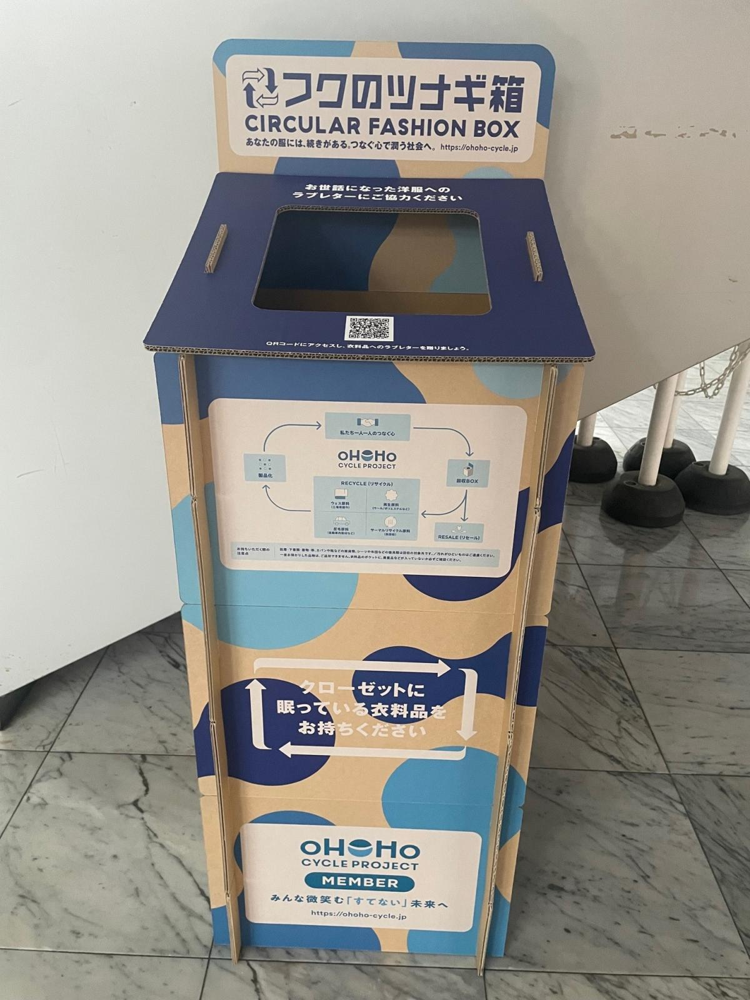 フクのツナギ箱
CIRCULAR FASHION BOX
あなたの服には、続きがある。つなぐ心で潤う社会へ。 https://ohoho-cycle.jp
お世話になった洋服への
ラブレターにご協力ください
QRコードにアクセスし、衣料品へのラブレターを贈りましょう。
私たち一人一人のつなぐ心
OHOHO
CYCLE PROJECT
製品化
回収BOX
RECYCLE (リサイクル)
ウェス原料
(工場用雑巾)
再生原料
(ウール/ポリエステルなど)
反毛原料
(自動車内装材など)
サーマルリサイクル原料
(熱回収)
RESALE (リセール)
お持ちいただく際の
注意点
肌着・下着類・着物・帯、カバンや靴などの雑貨類、シーツや布団などの寝具類は回収の対象外です。／汚れがひどいものはご遠慮ください。
一度お預かりした品物は、ご返却できません。衣料品のポケットに、貴重品などが入っていないか必ずご確認ください。
クローゼットに
眠っている衣料品を
お持ちください
OHOHO
CYCLE PROJECT
MEMBER
みんな微笑む「すてない」未来へ
https://ohoho-cycle.jp